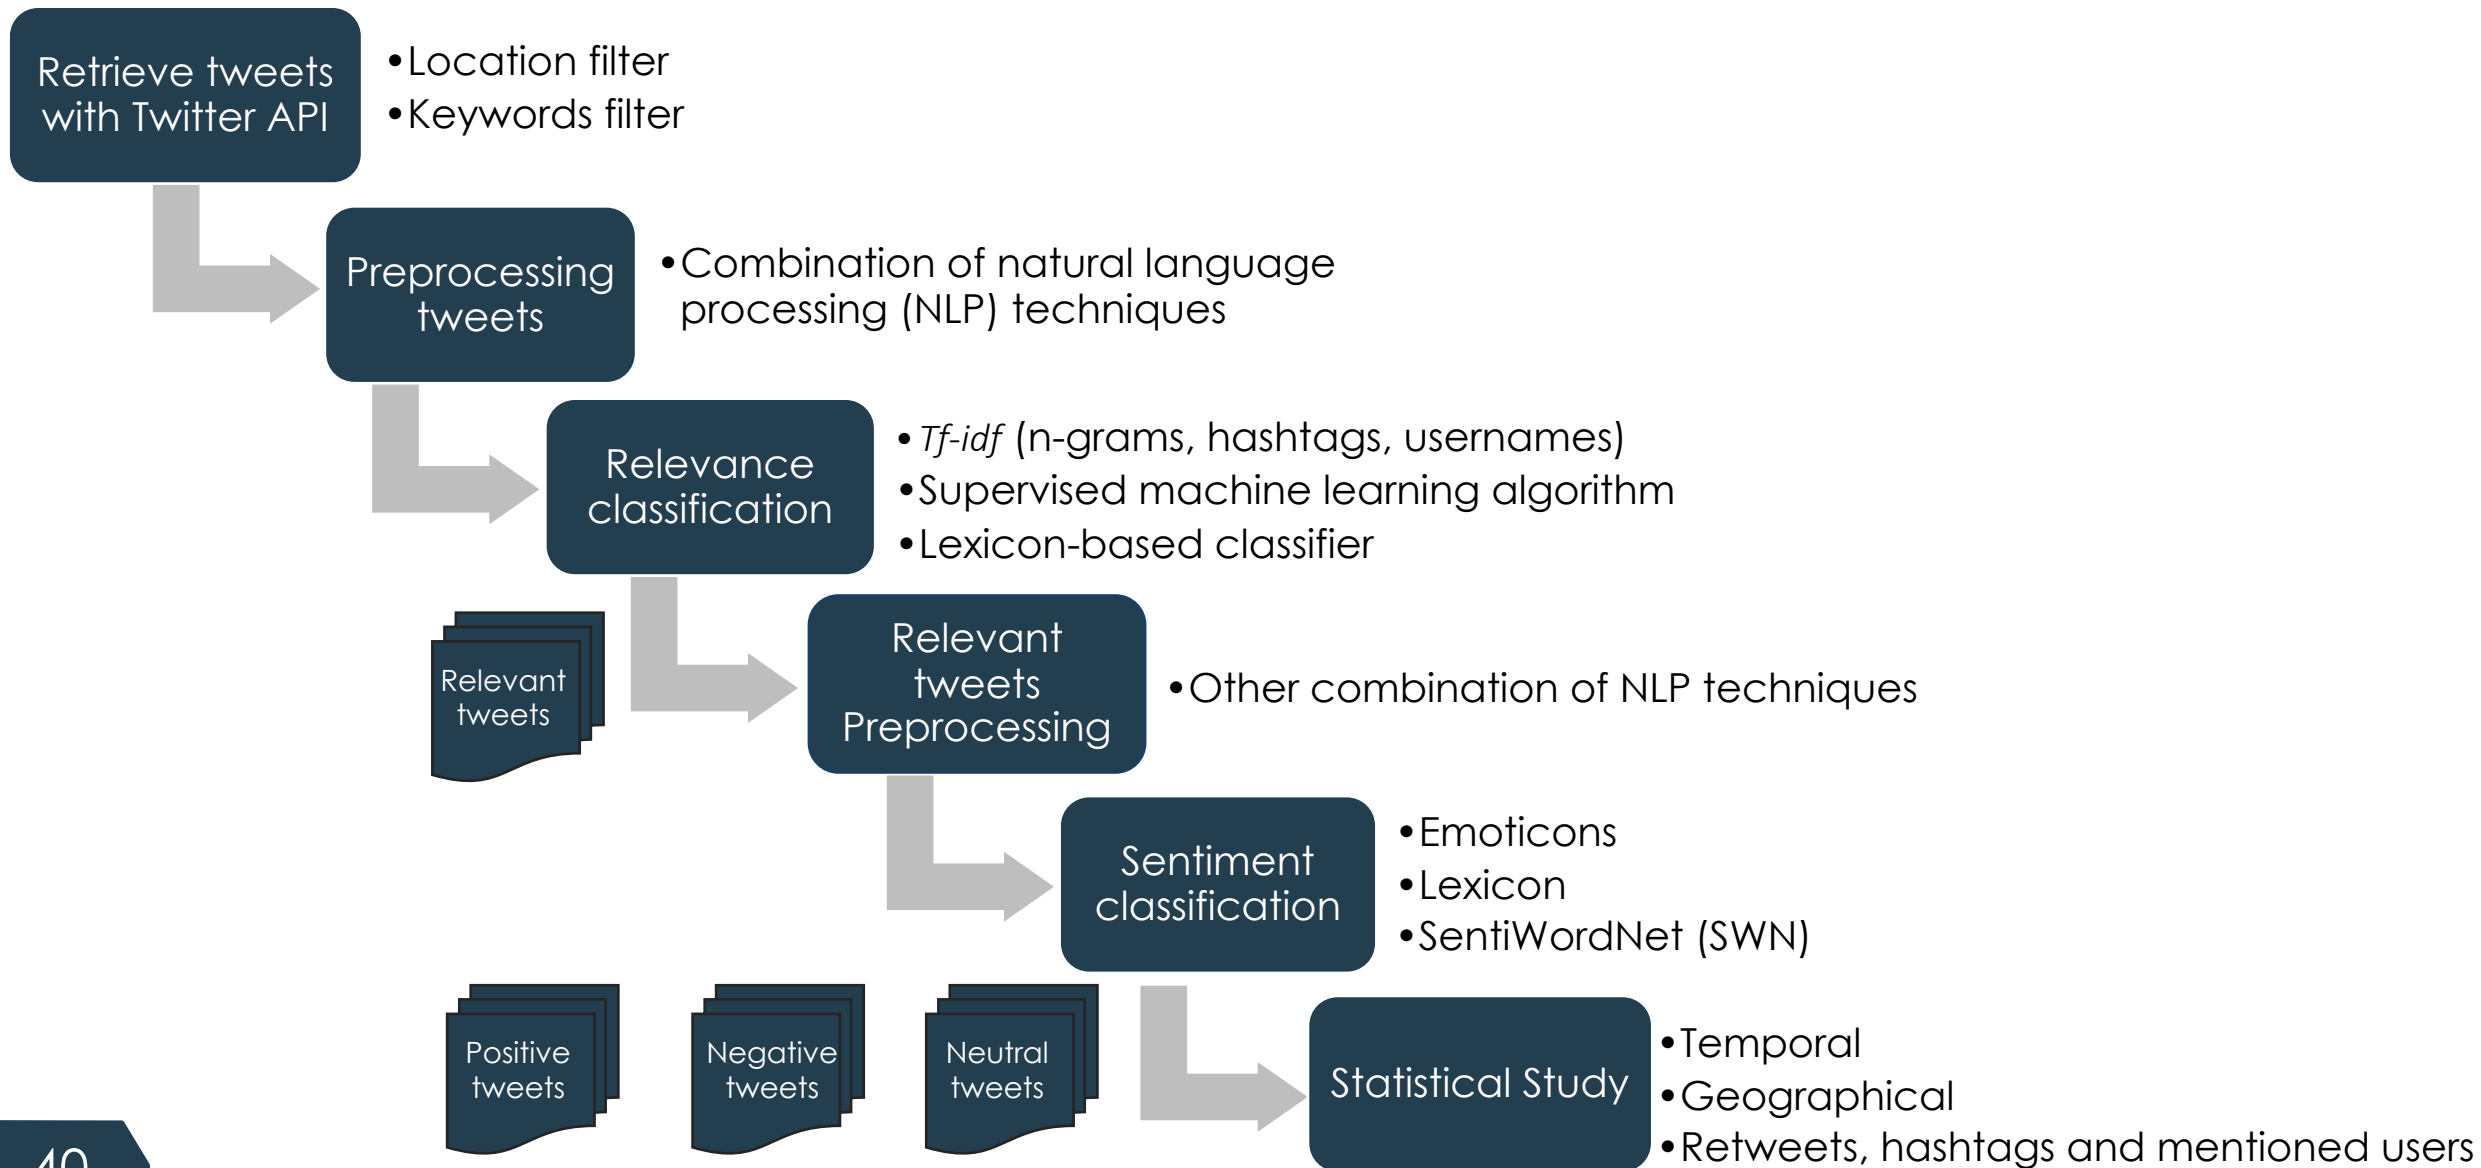 Retrieve tweets
with Twitter API
•Location filter
•Keywords filter
Preprocessing
tweets
•Combination of natural language
processing (NLP) techniques
Relevance
classification
•Tf-idf (n-grams, hashtags, usernames)
•Supervised machine learning algorithm
•Lexicon-based classifier
Relevant
tweets
Relevant
tweets
Preprocessing
•Other combination of NLP techniques
Sentiment
classification
•Emoticons
•Lexicon
•SentiWordNet (SWN)
Positive
tweets
Negative
tweets
Neutral
tweets
Statistical Study
•Temporal
•Geographical
•Retweets, hashtags and mentioned users
40